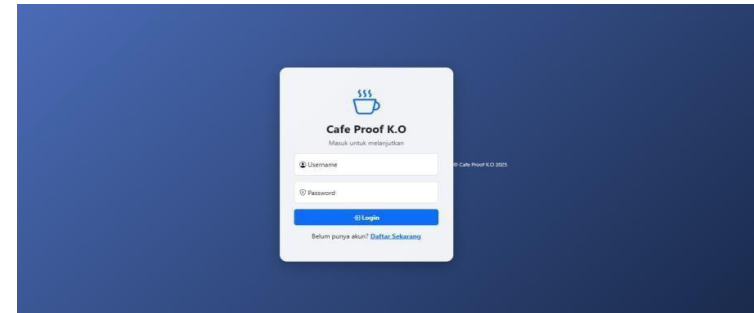 Cafe Proof K.O
Masuk untuk melanjutkan
Username
© Cafe Proof K.O 2025
Password
Login
Belum punya akun? Daftar Sekarang